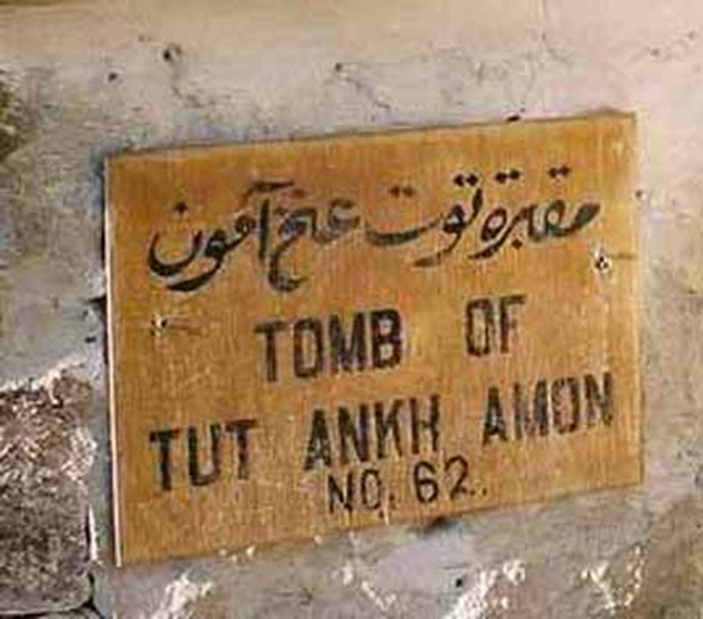 مقبرة توت عنخ آمون
TOMB OF
TUT ANKH AMON
NO. 62.